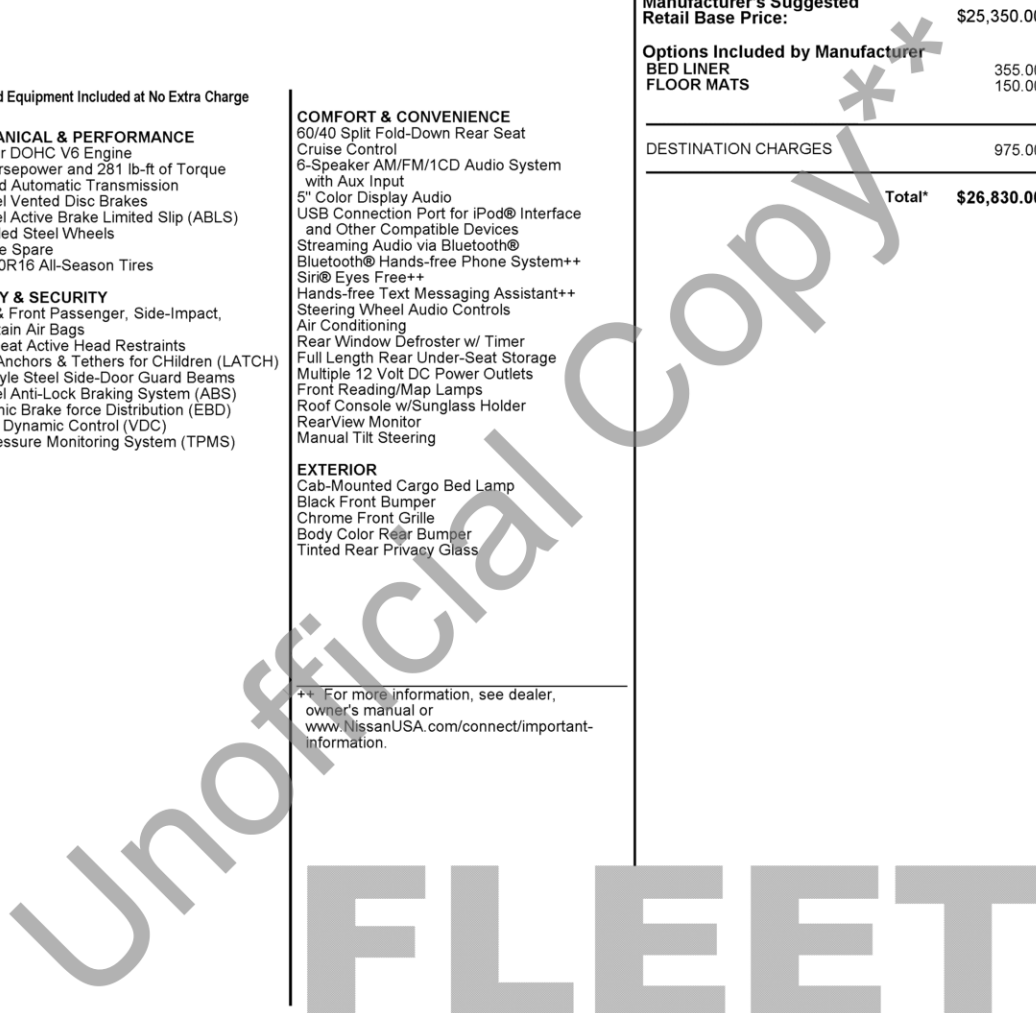 d Equipment Included at No Extra Charge
ANICAL & PERFORMANCE
r DOHC V6 Engine
rsepower and 281 lb-ft of Torque
d Automatic Transmission
el Vented Disc Brakes
el Active Brake Limited Slip (ABLS)
led Steel Wheels
e Spare
0R16 All-Season Tires
Y & SECURITY
& Front Passenger, Side-Impact,
tain Air Bags
eat Active Head Restraints
Anchors & Tethers for CHildren (LATCH)
yle Steel Side-Door Guard Beams
el Anti-Lock Braking System (ABS)
nic Brake force Distribution (EBD)
Dynamic Control (VDC)
essure Monitoring System (TPMS)
COMFORT & CONVENIENCE
60/40 Split Fold-Down Rear Seat
Cruise Control
6-Speaker AM/FM/1CD Audio System
with Aux Input
5" Color Display Audio
USB Connection Port for iPod® Interface
and Other Compatible Devices
Streaming Audio via Bluetooth®
Bluetooth® Hands-free Phone System++
Siri® Eyes Free++
Hands-free Text Messaging Assistant++
Steering Wheel Audio Controls
Air Conditioning
Rear Window Defroster w/ Timer
Full Length Rear Under-Seat Storage
Multiple 12 Volt DC Power Outlets
Front Reading/Map Lamps
Roof Console w/Sunglass Holder
RearView Monitor
Manual Tilt Steering
EXTERIOR
Cab-Mounted Cargo Bed Lamp
Black Front Bumper
Chrome Front Grille
Body Color Rear Bumper
Tinted Rear Privacy Glass
++ For more information, see dealer,
owner's manual or
www.NissanUSA.com/connect/important-
information.
Manufacturer's Suggested
Retail Base Price: $25,350.00
Options Included by Manufacturer
BED LINER 355.00
FLOOR MATS 150.00
DESTINATION CHARGES 975.00
Total* $26,830.00
Unofficial Copy**
FLEET